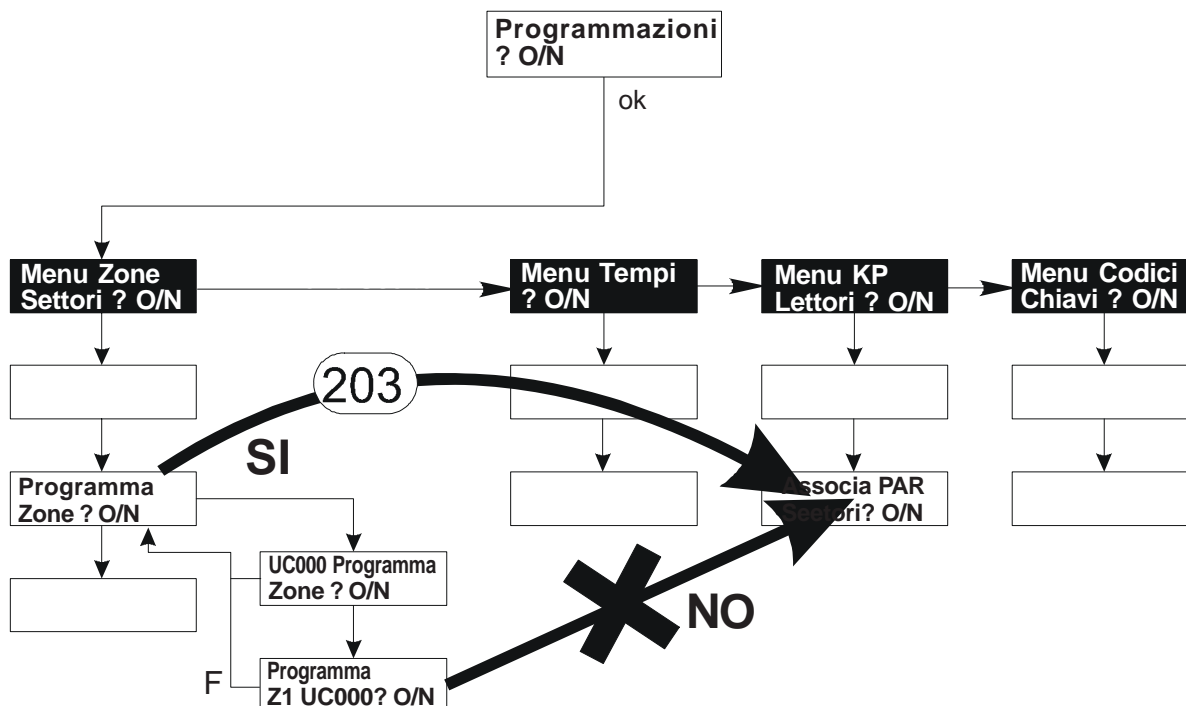 Programmazioni
? O/N
ok
Menu Zone
Settori ? O/N
Menu Tempi
? O/N
Menu KP
Lettori ? O/N
Menu Codici
Chiavi ? O/N
203
SI
Programma
Zone ? O/N
Associa PAR
Seetori? O/N
UC000 Programma
Zone ? O/N
NO
F
Programma
Z1 UC000? O/N